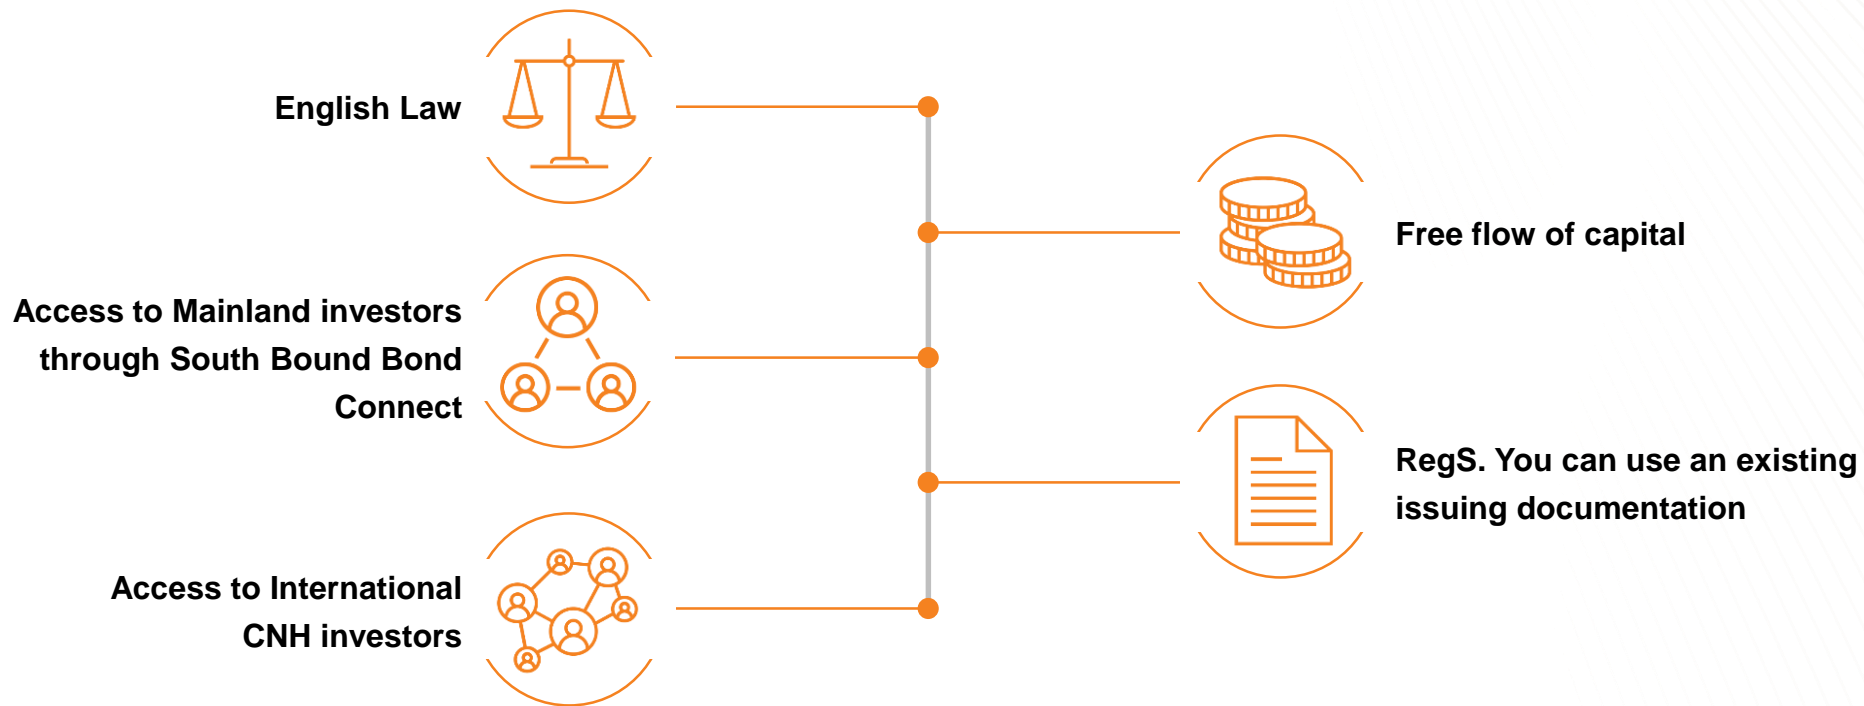 English Law
Free flow of capital
Access to Mainland investors
through South Bound Bond
Connect
RegS. You can use an existing
issuing documentation
Access to International
CNH investors